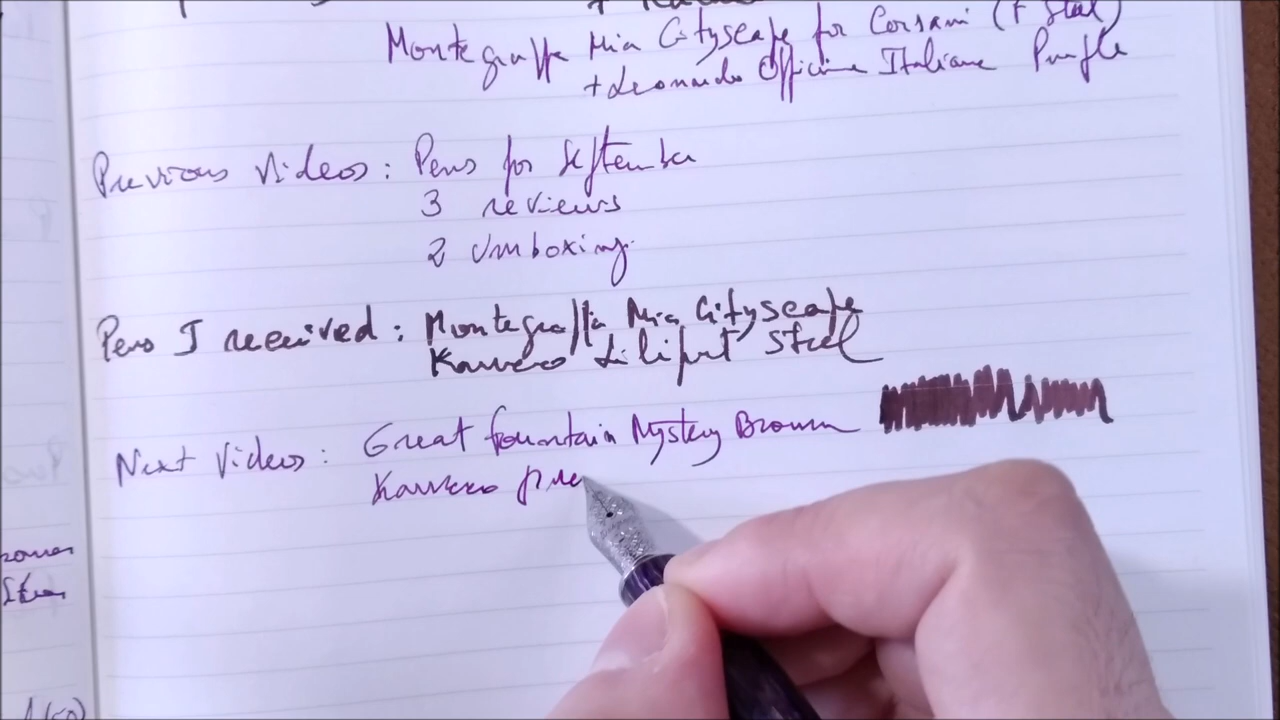 Montegrappa Mia Cityscape for Corsani (F Steel)
+ Leonardo Officina Italiana Purple
Previous Videos: Pens for September
3 reviews
2 Unboxing
Pens I received: Montegrappa Mia Cityscape
Kaweco Liliput Steel
Next Videos: Great fountain Mystery Brown
Kaweco